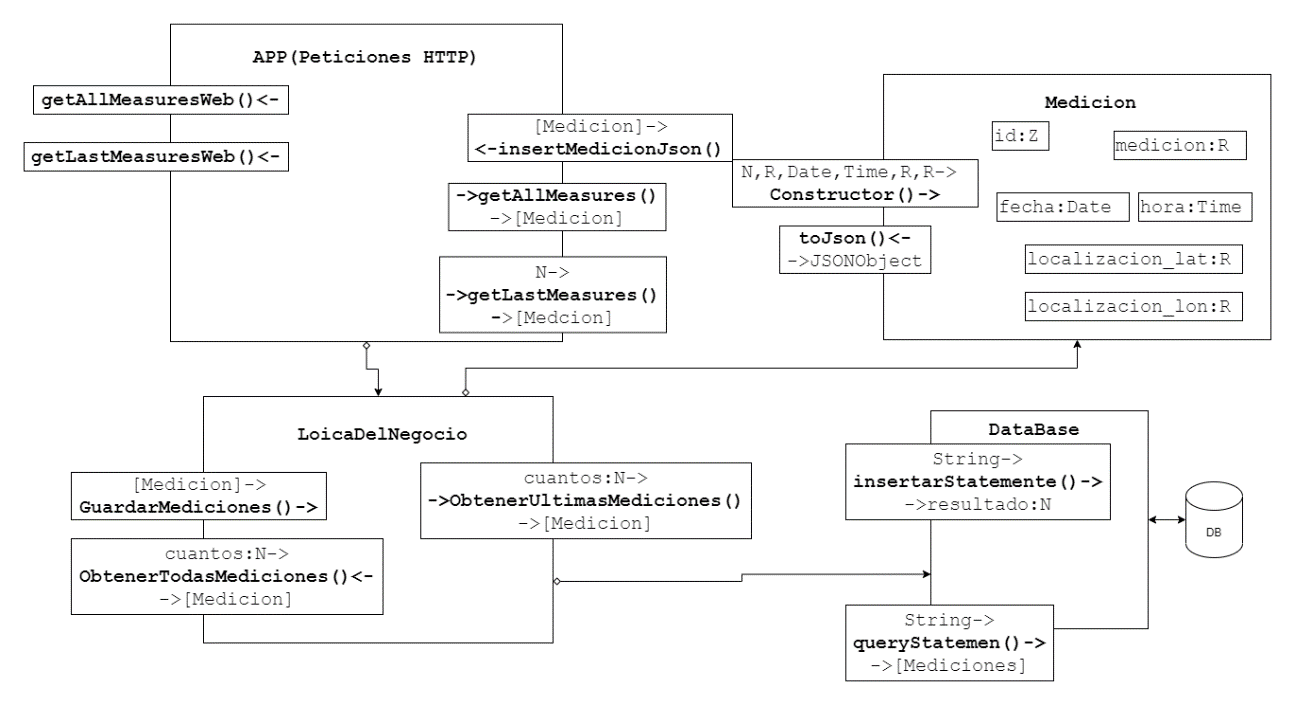 APP(Peticiones HTTP)
getAllMeasuresWeb()<-
getLastMeasuresWeb()<-
[Medicion]->
<-insertMedicionJson()
->getAllMeasures()
->[Medicion]
N->
->getLastMeasures()
->[Medcion]
Medicion
id:Z
medicion:R
N,R,Date,Time,R,R->
Constructor()->
fecha:Date
hora:Time
toJson()<-
->JSONObject
localizacion_lat:R
localizacion_lon:R
LoicaDelNegocio
[Medicion]->
GuardarMediciones()->
cuantos:N->
ObtenerTodasMediciones()<-
->[Medicion]
cuantos:N->
->ObtenerUltimasMediciones()
->[Medicion]
DataBase
String->
insertarStatemente()->
->resultado:N
String->
queryStatemen()->
->[Mediciones]
DB